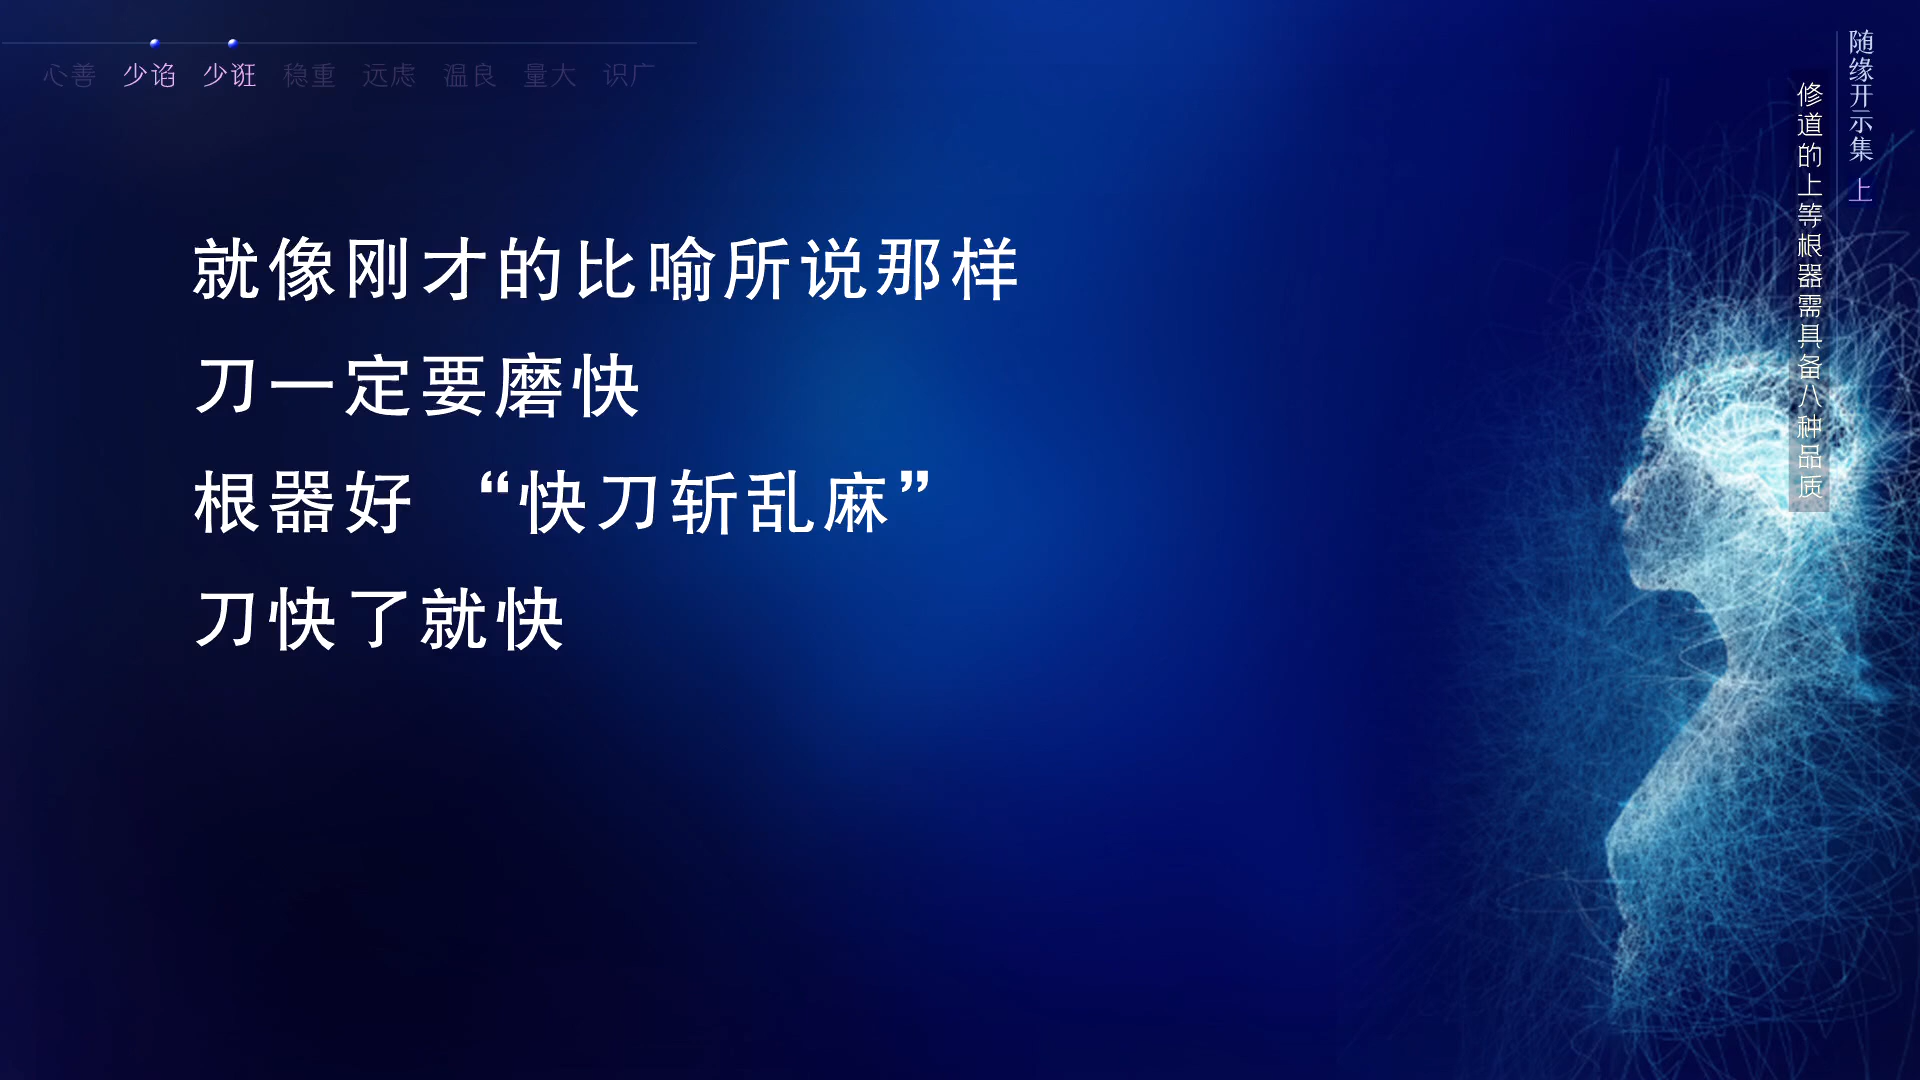 心善 少谄 少诳 稳重 远虑 温良 量大 识广
随缘开示集 上
修道的上等根器需具备八种品质
就像刚才的比喻所说那样
刀一定要磨快
根器好 “快刀斩乱麻”
刀快了就快